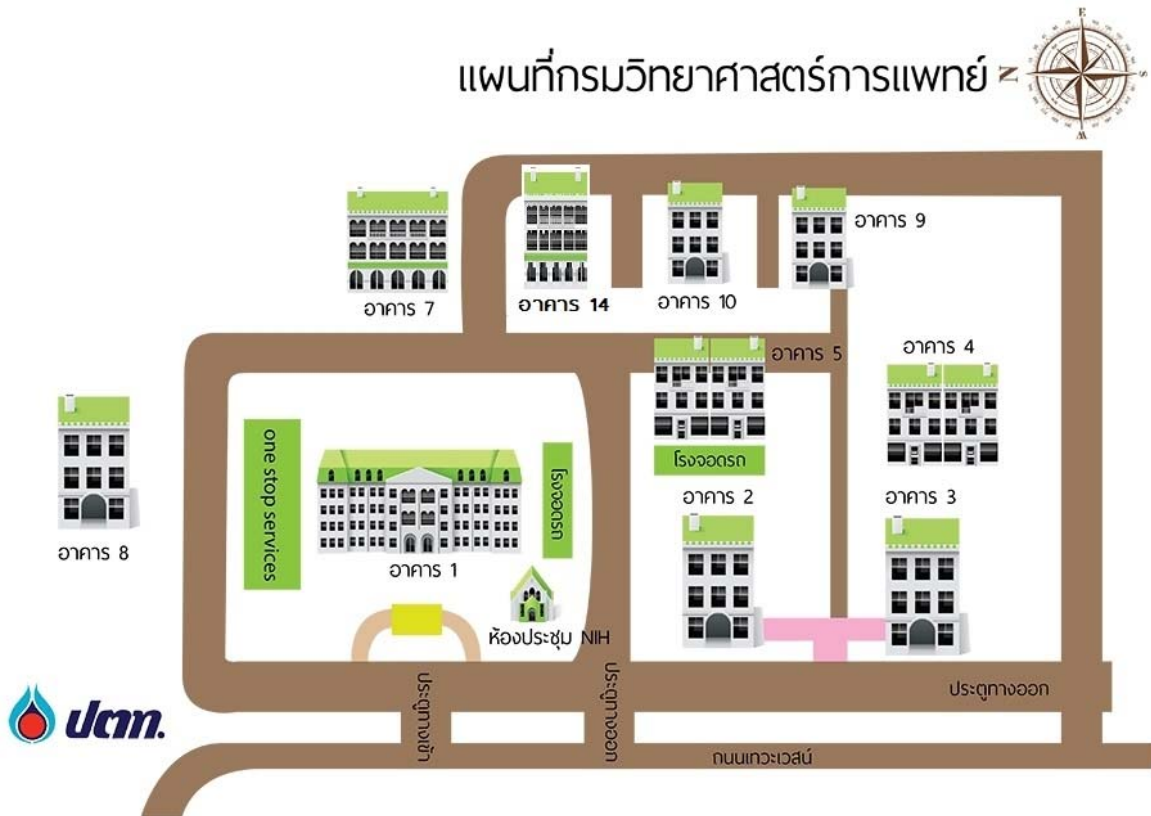 แผนที่กรมวิทยาศาสตร์การแพทย์
E
N
S
W
อาคาร 9
อาคาร 7
อาคาร 14
อาคาร 10
อาคาร 5
อาคาร 4
one stop services
โรงจอดรถ
โรงจอดรถ
อาคาร 2
อาคาร 3
อาคาร 8
อาคาร 1
ห้องประชุม NIH
ประตูทางเข้า
ประตูทางออก
ประตูทางออก
ปตท.
ถนนเทวะเวสน์